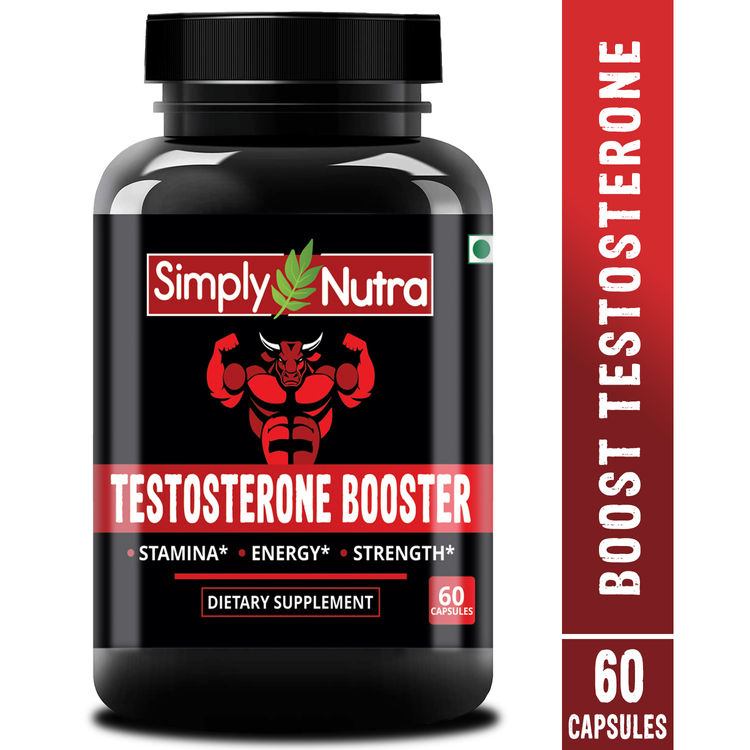 Simply Nutra
TESTOSTERONE BOOSTER
• STAMINA* • ENERGY* • STRENGTH*
DIETARY SUPPLEMENT
60
CAPSULES
BOOST TESTOSTERONE
60
CAPSULES